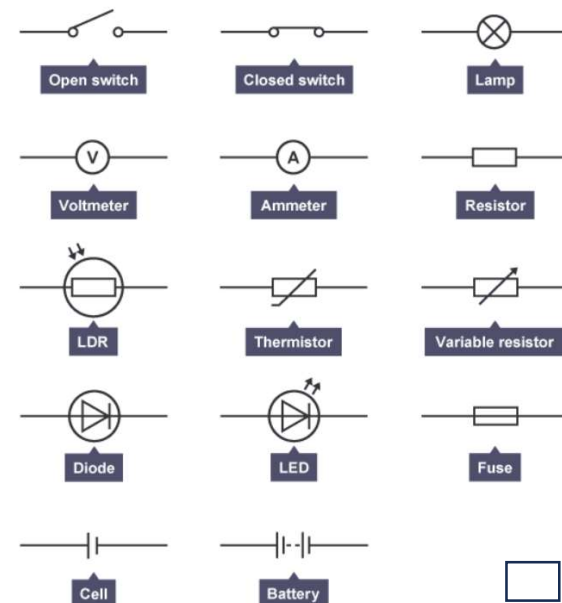 Open switch
Closed switch
Lamp
V
A
Voltmeter
Ammeter
Resistor
LDR
Thermistor
Variable resistor
Diode
LED
Fuse
Cell
Battery